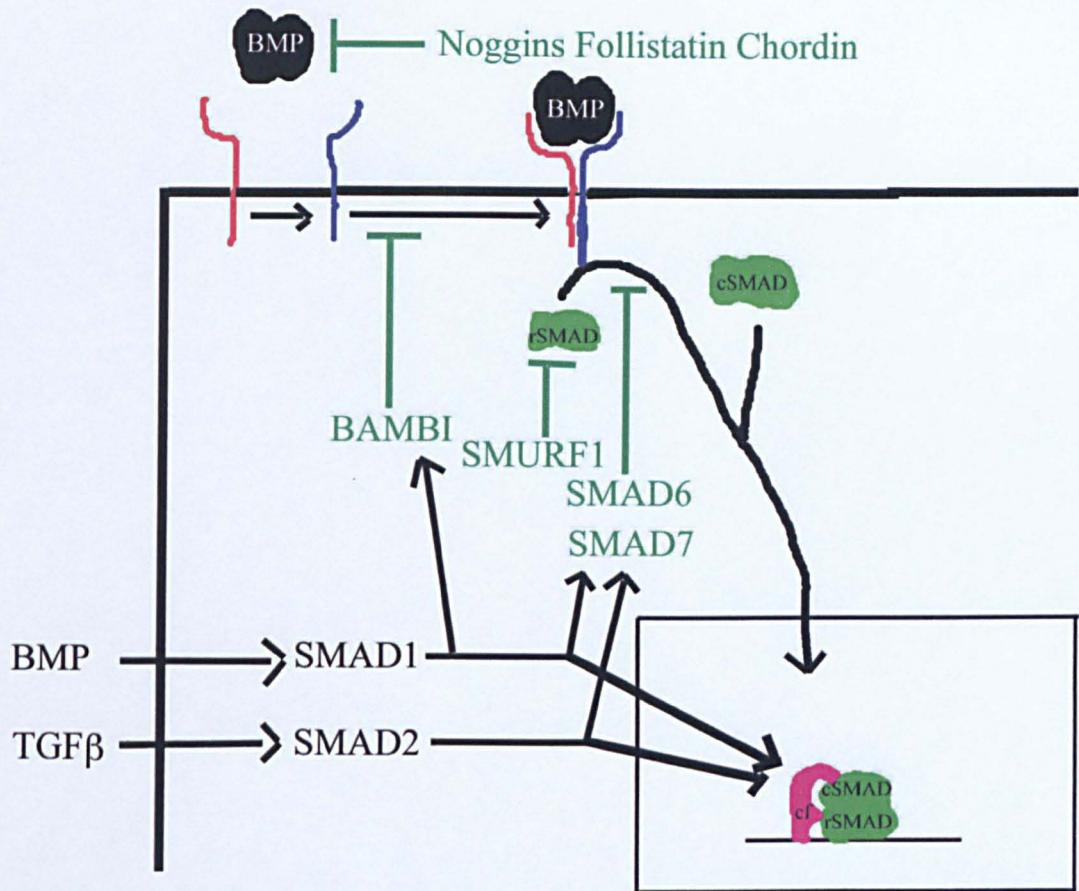 BMP
Noggins Follistatin Chordin
BMP
cSMAD
rSMAD
BAMBI
SMURF1
SMAD6
SMAD7
BMP
SMAD1
TGFβ
SMAD2
cSMAD
cf
rSMAD